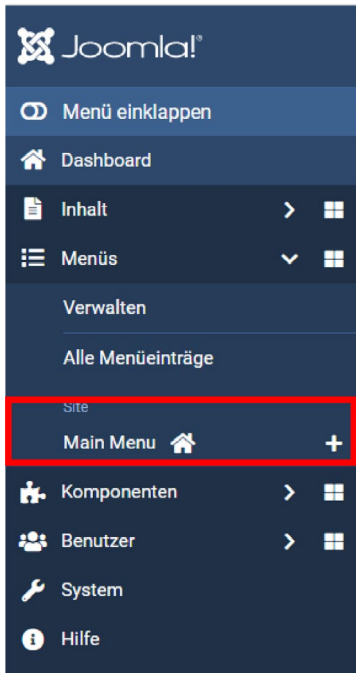 Joomla!®
Menü einklappen
Dashboard
Inhalt
Menüs
Verwalten
Alle Menüeinträge
Site
Main Menu
Komponenten
Benutzer
System
Hilfe